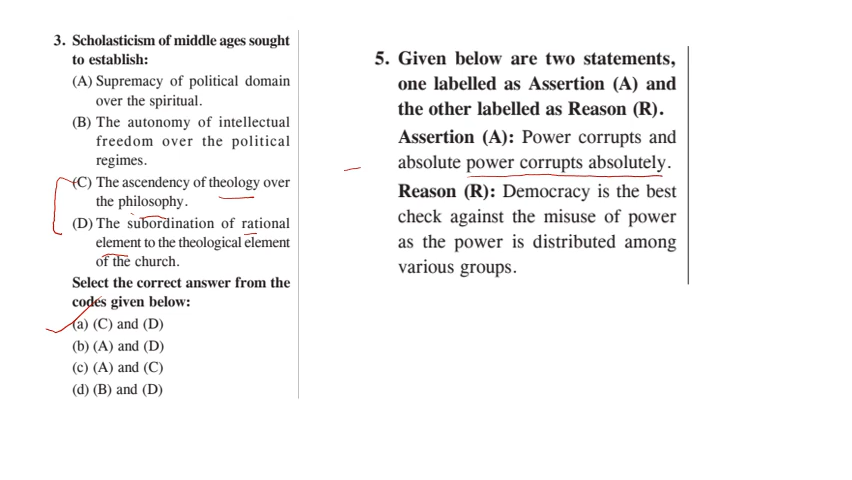 3. Scholasticism of middle ages sought
to establish:
(A) Supremacy of political domain
over the spiritual.
(B) The autonomy of intellectual
freedom over the political
regimes.
(C) The ascendency of theology over
the philosophy.
(D) The subordination of rational
element to the theological element
of the church.
Select the correct answer from the
codes given below:
(a) (C) and (D)
(b) (A) and (D)
(c) (A) and (C)
(d) (B) and (D)
5. Given below are two statements,
one labelled as Assertion (A) and
the other labelled as Reason (R).
Assertion (A): Power corrupts and
absolute power corrupts absolutely.
Reason (R): Democracy is the best
check against the misuse of power
as the power is distributed among
various groups.